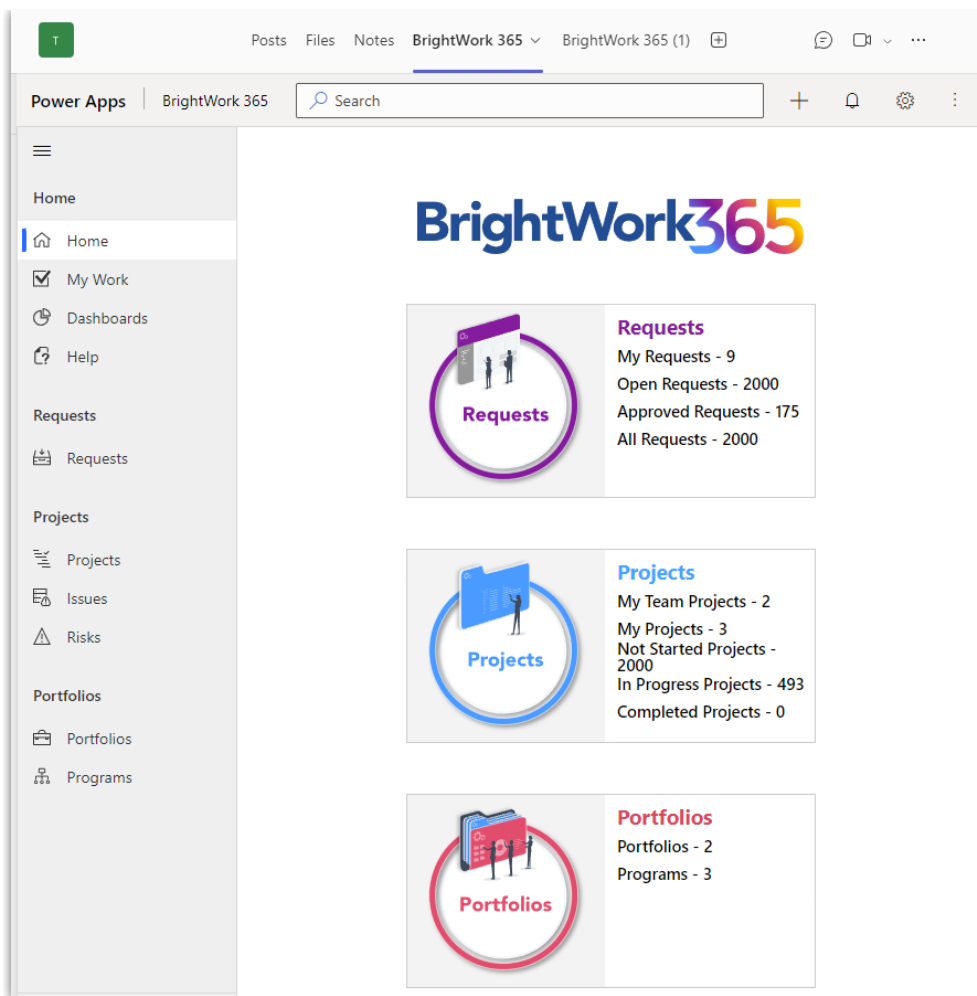 T
Posts Files Notes BrightWork 365 BrightWork 365 (1)
Power Apps BrightWork 365 Search
Home
Home
My Work
Dashboards
Help
Requests
Requests
Projects
Projects
Issues
Risks
Portfolios
Portfolios
Programs
BrightWork365
Requests
Requests
My Requests - 9
Open Requests - 2000
Approved Requests - 175
All Requests - 2000
Projects
Projects
My Team Projects - 2
My Projects - 3
Not Started Projects -
2000
In Progress Projects - 493
Completed Projects - 0
Portfolios
Portfolios
Portfolios - 2
Programs - 3